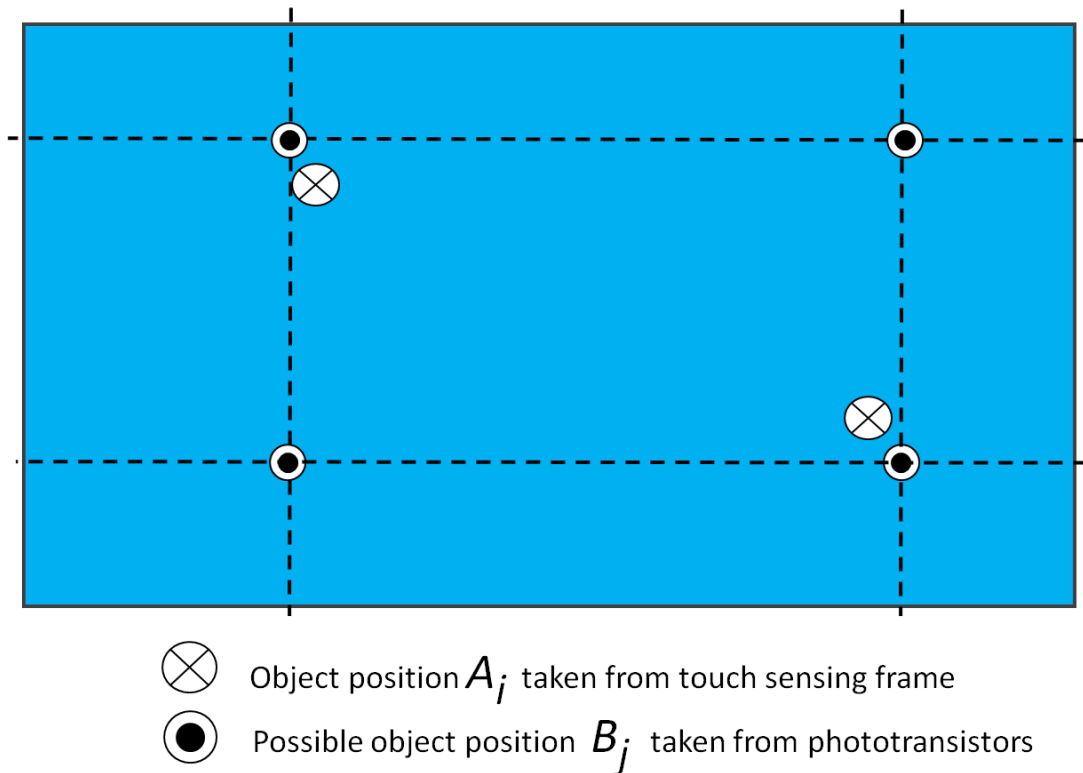 Object position A_i taken from touch sensing frame
Possible object position B_j taken from phototransistors